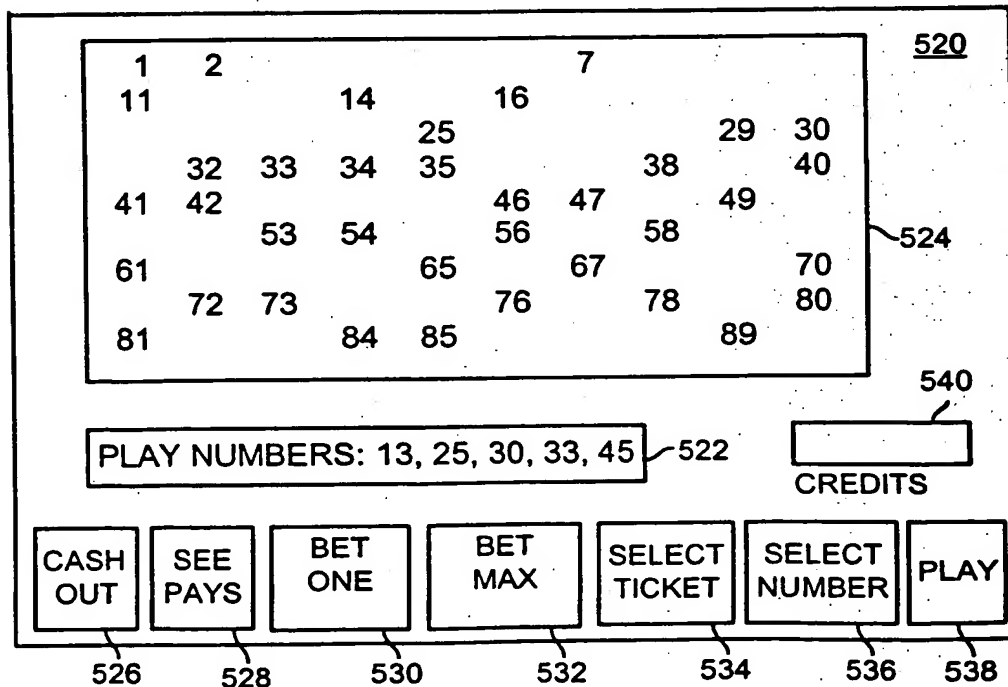 520
1 2 7
11 14 16
25 29 30
32 33 34 35 38 40
41 42 46 47 49
53 54 56 58
524
61 65 67 70
72 73 76 78 80
81 84 85 89
540
PLAY NUMBERS: 13, 25, 30, 33, 45
522
CREDITS
CASH OUT
SEE PAYS
BET ONE
BET MAX
SELECT TICKET
SELECT NUMBER
PLAY
526 528 530 532 534 536 538